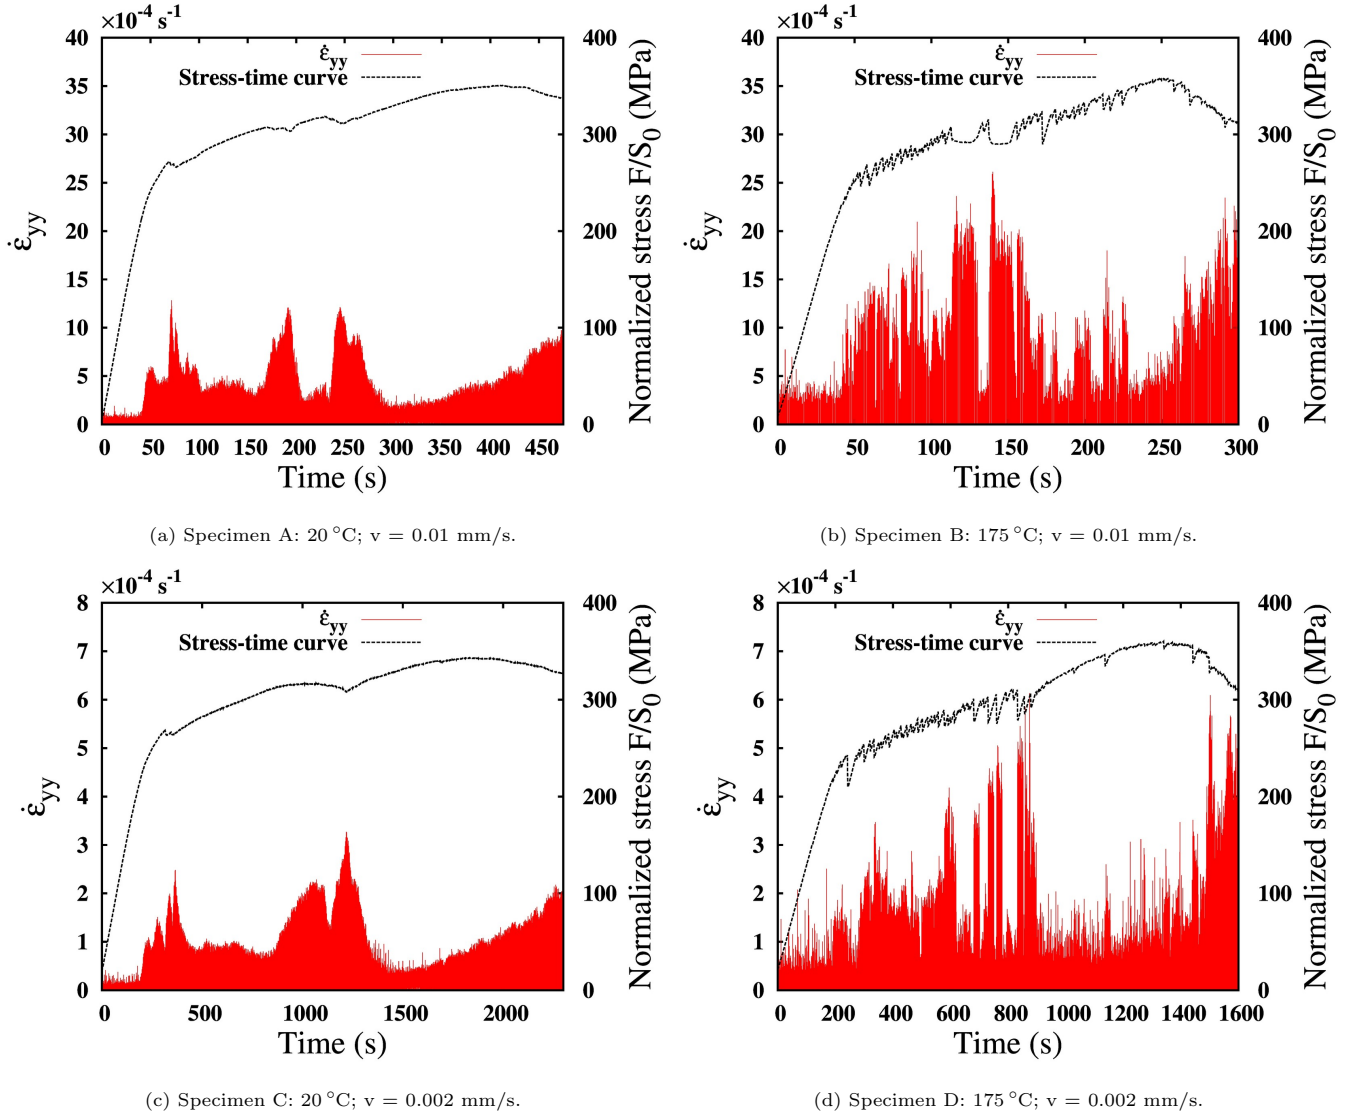 ×10⁻⁴ s⁻¹
40
35
30
25
20
15
10
5
0
ε̇yy
ε̇yy
Stress-time curve
400
300
200
100
0
Normalized stress F/S₀ (MPa)
0 50 100 150 200 250 300 350 400 450
Time (s)
(a) Specimen A: 20 °C; v = 0.01 mm/s.
×10⁻⁴ s⁻¹
40
35
30
25
20
15
10
5
0
ε̇yy
ε̇yy
Stress-time curve
400
300
200
100
0
Normalized stress F/S₀ (MPa)
0 50 100 150 200 250 300
Time (s)
(b) Specimen B: 175 °C; v = 0.01 mm/s.
×10⁻⁴ s⁻¹
8
7
6
5
4
3
2
1
0
ε̇yy
ε̇yy
Stress-time curve
400
300
200
100
0
Normalized stress F/S₀ (MPa)
0 500 1000 1500 2000
Time (s)
(c) Specimen C: 20 °C; v = 0.002 mm/s.
×10⁻⁴ s⁻¹
8
7
6
5
4
3
2
1
0
ε̇yy
ε̇yy
Stress-time curve
400
300
200
100
0
Normalized stress F/S₀ (MPa)
0 200 400 600 800 1000 1200 1400 1600
Time (s)
(d) Specimen D: 175 °C; v = 0.002 mm/s.